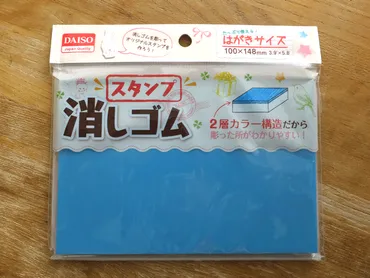 DAISO
消しゴムを彫って
オリジナルスタンプを
作ろう!
はがきサイズ
100×148mm
スタンプ
消しゴム
2層カラー構造だから
彫った所がわかりやすい!